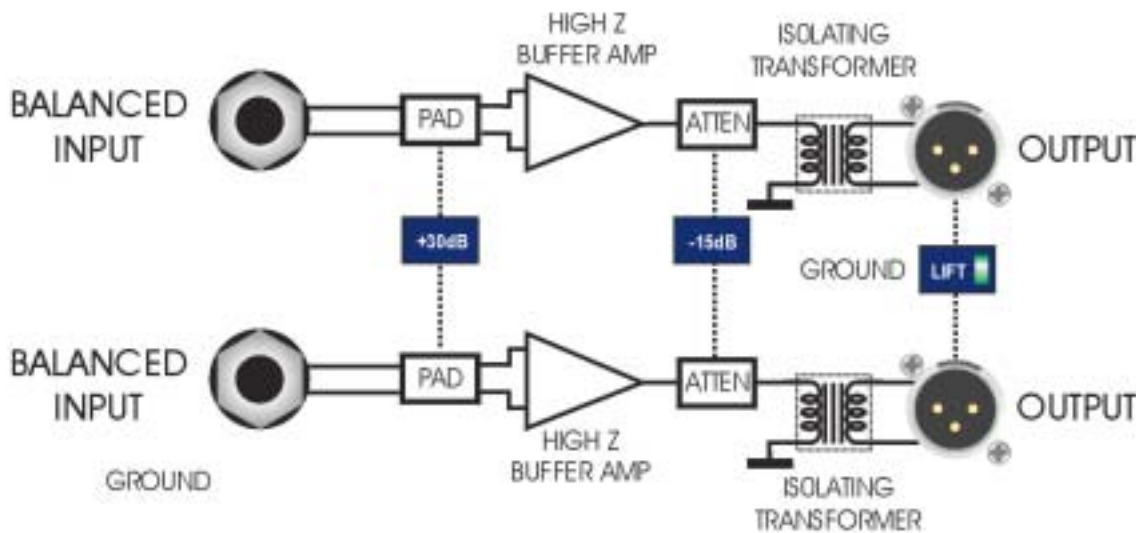 HIGH Z
BUFFER AMP
ISOLATING
TRANSFORMER
BALANCED
INPUT
PAD
ATTEN
OUTPUT
+30dB
-15dB
GROUND
LIFT
BALANCED
INPUT
PAD
ATTEN
OUTPUT
HIGH Z
BUFFER AMP
GROUND
ISOLATING
TRANSFORMER